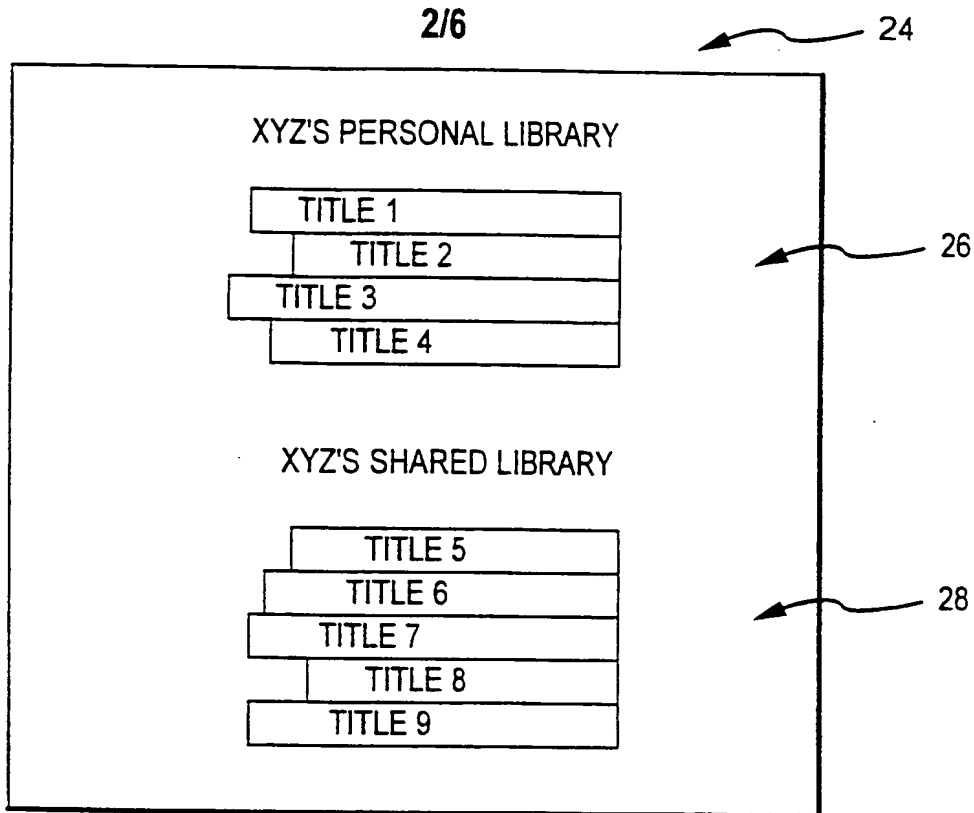 2/6
24
XYZ'S PERSONAL LIBRARY
TITLE 1
TITLE 2
26
TITLE 3
TITLE 4
XYZ'S SHARED LIBRARY
TITLE 5
TITLE 6
28
TITLE 7
TITLE 8
TITLE 9